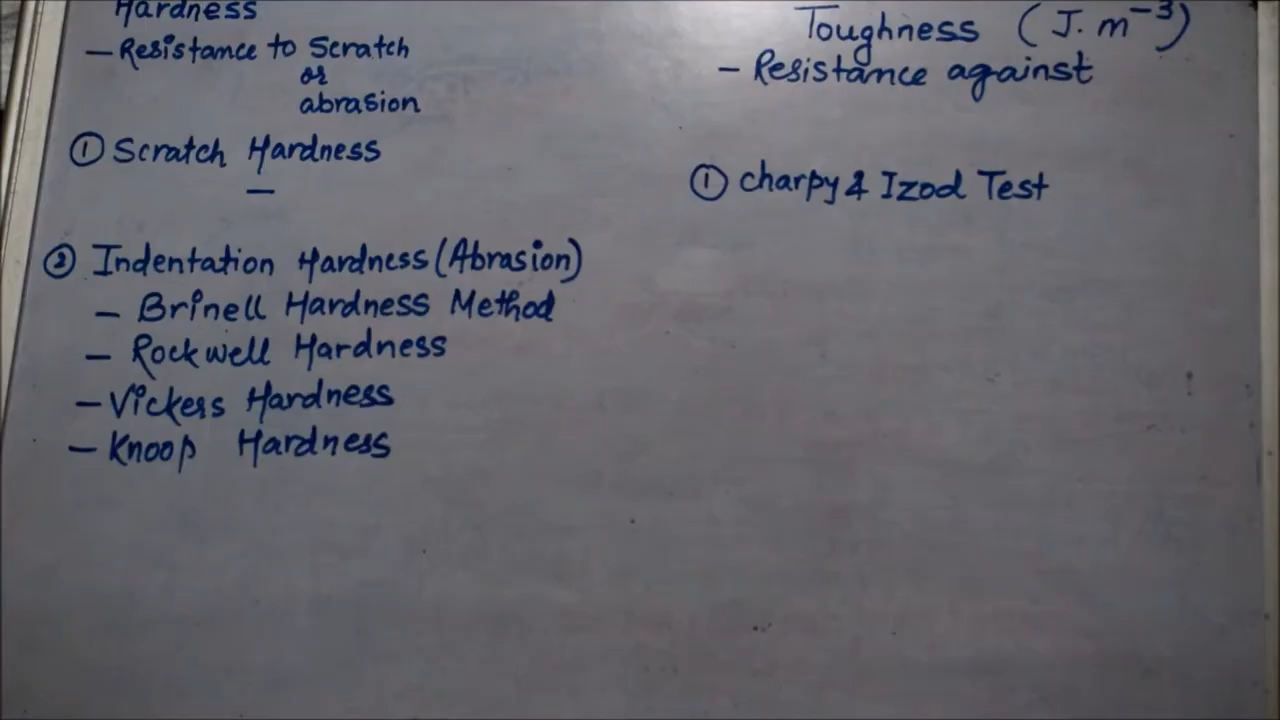 Hardness
— Resistance to Scratch
or
abrasion
① Scratch Hardness
—
② Indentation Hardness (Abrasion)
— Brinell Hardness Method
— Rockwell Hardness
— Vickers Hardness
— Knoop Hardness
Toughness (J.m⁻³)
— Resistance against
① Charpy & Izod Test